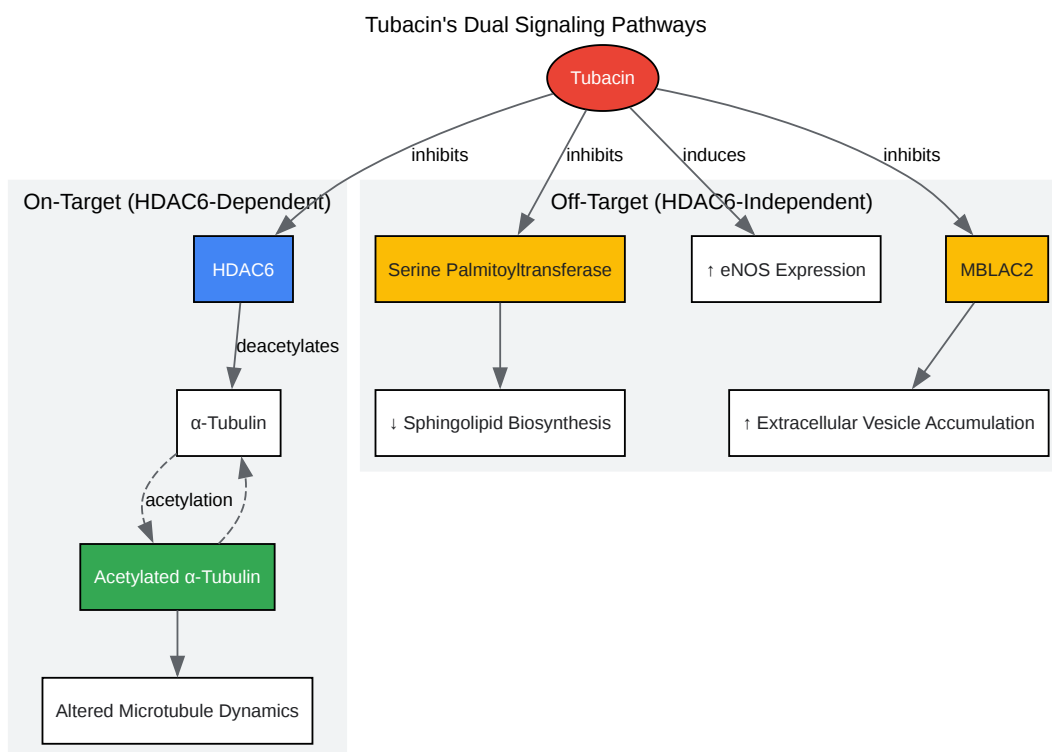 Tubacin's Dual Signaling Pathways
Tubacin
inhibits
inhibits
induces
inhibits
On-Target (HDAC6-Dependent)
Off-Target (HDAC6-Independent)
HDAC6
Serine Palmitoyltransferase
↑ eNOS Expression
MBLAC2
deacetylates
α-Tubulin
↓ Sphingolipid Biosynthesis
↑ Extracellular Vesicle Accumulation
acetylation
Acetylated α-Tubulin
Altered Microtubule Dynamics